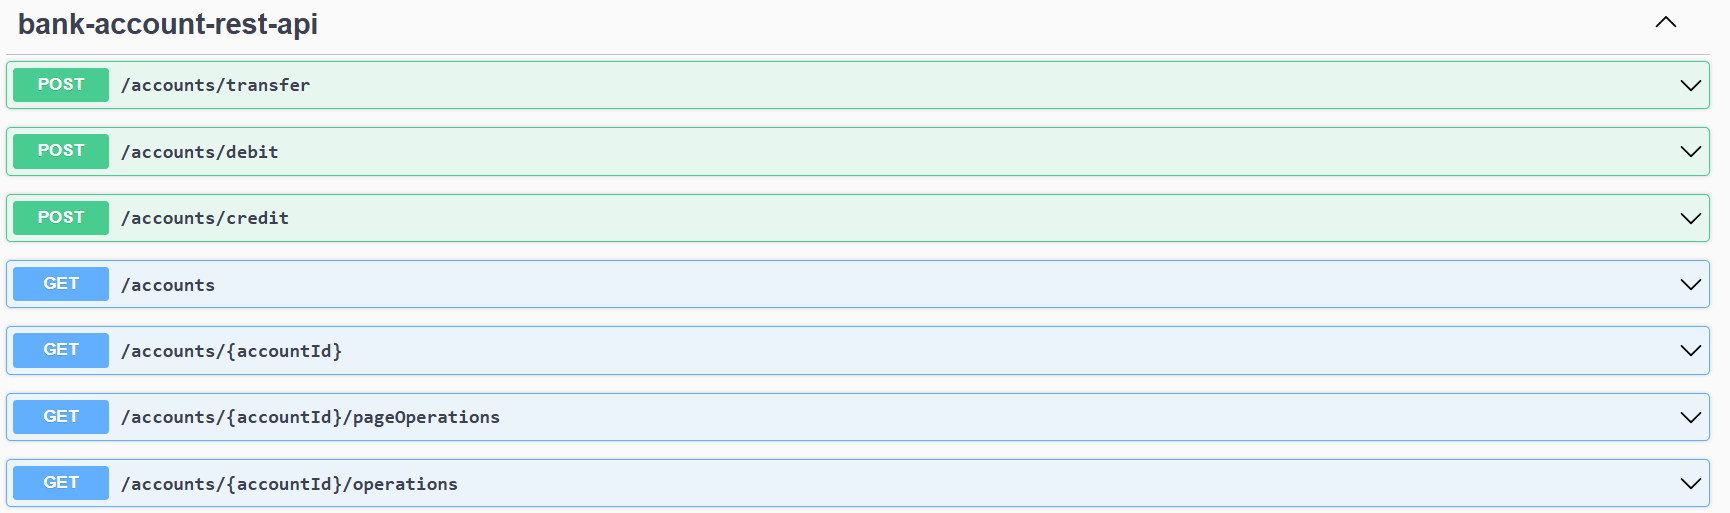 bank-account-rest-api
POST /accounts/transfer
POST /accounts/debit
POST /accounts/credit
GET /accounts
GET /accounts/{accountId}
GET /accounts/{accountId}/pageOperations
GET /accounts/{accountId}/operations